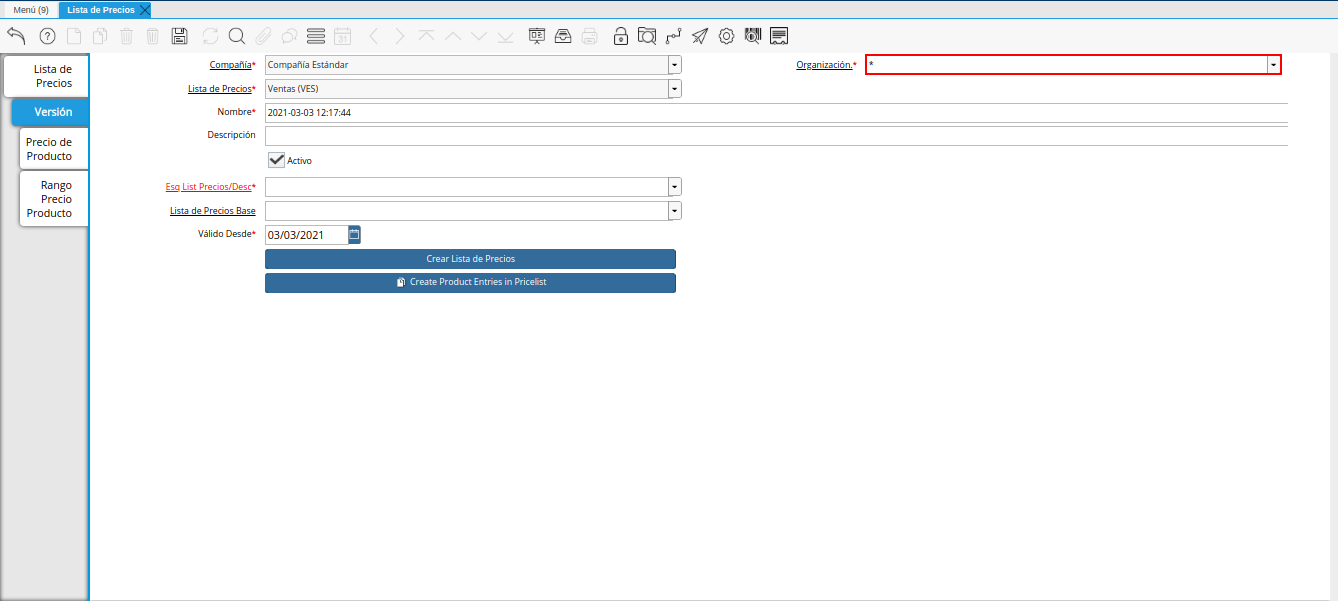 Menú (9)
Lista de Precios
31
Lista de
Precios
Versión
Precio de
Producto
Rango
Precio
Producto
Compañía*
Compañía Estándar
Organización.*
*
Lista de Precios*
Ventas (VES)
Nombre*
2021-03-03 12:17:44
Descripción
Activo
Esq List Precios/Desc*
Lista de Precios Base
Válido Desde*
03/03/2021
Crear Lista de Precios
Create Product Entries in Pricelist